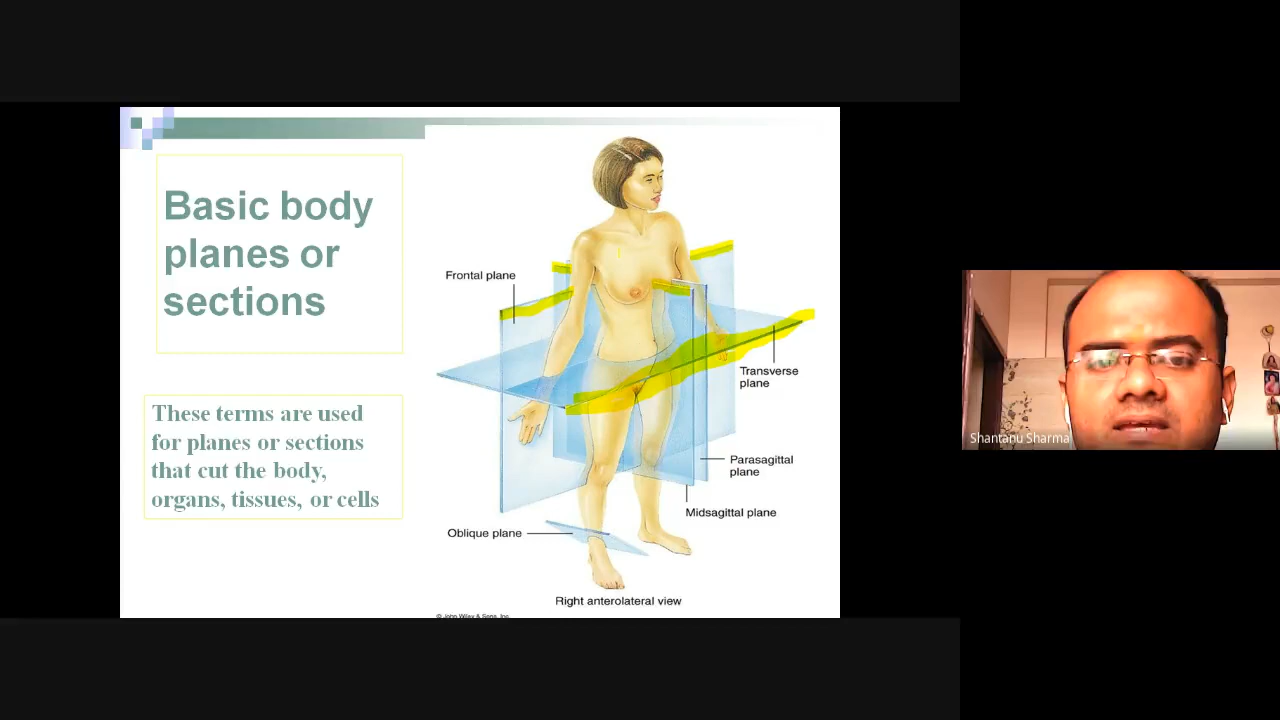 Basic body
planes or
sections
These terms are used
for planes or sections
that cut the body,
organs, tissues, or cells
Frontal plane
Transverse
plane
Parasagittal
plane
Midsagittal plane
Oblique plane
Right anterolateral view
© John Wiley & Sons, Inc.
Shantanu Sharma